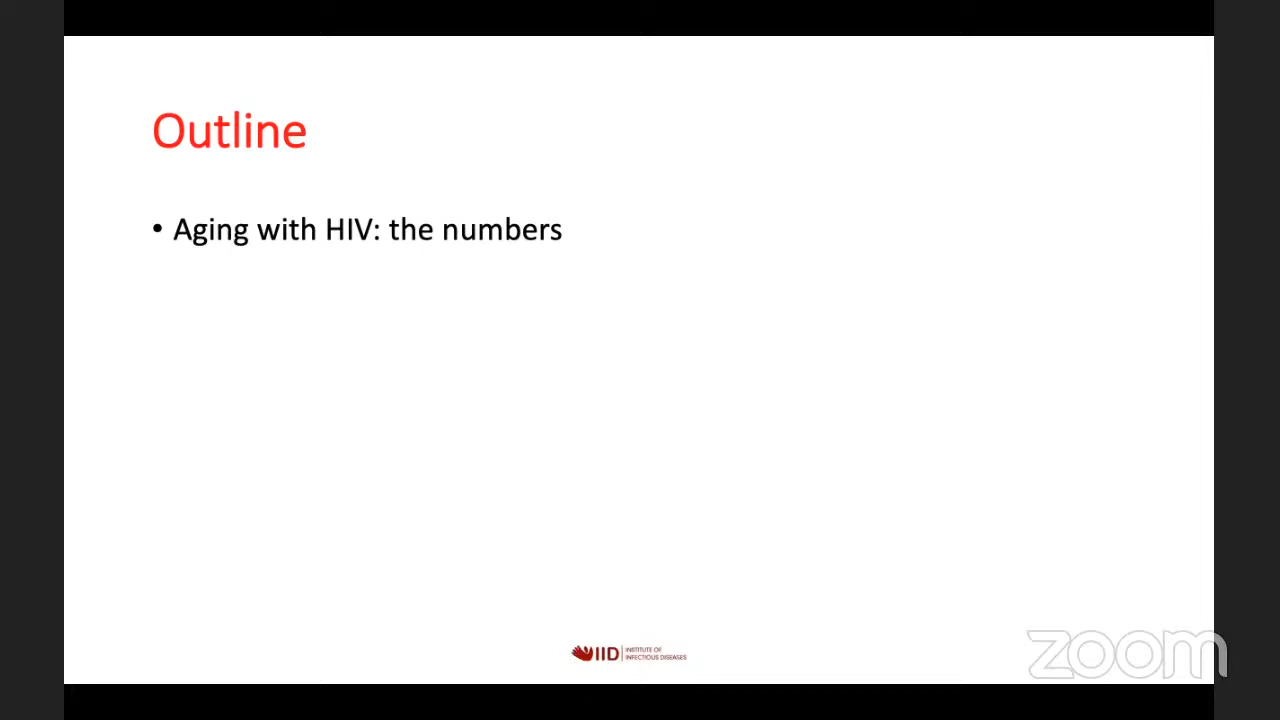 Outline
• Aging with HIV: the numbers
IID INSTITUTE OF
INFECTIOUS DISEASES
zoom